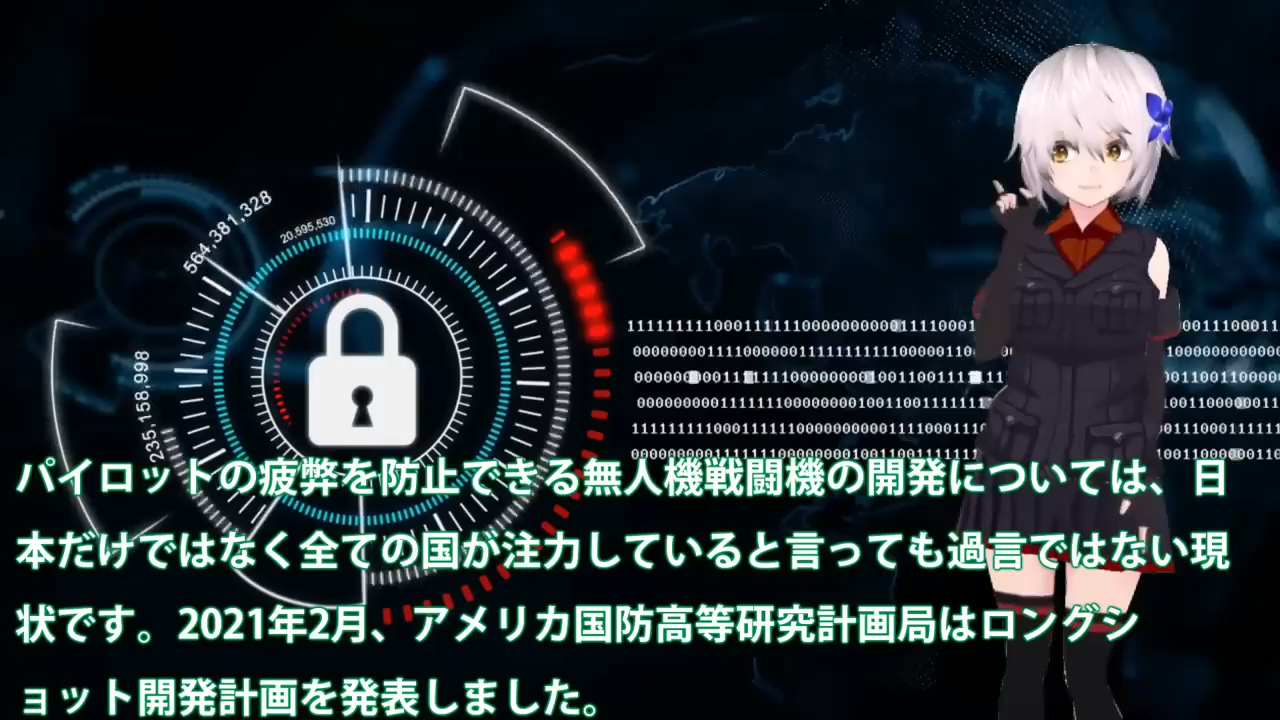 564,381,328
20,595,530
235,158,998
パイロットの疲弊を防止できる無人機戦闘機の開発については、日
本だけではなく全ての国が注力していると言っても過言ではない現
状です。2021年2月、アメリカ国防高等研究計画局はロングシ
ョット開発計画を発表しました。